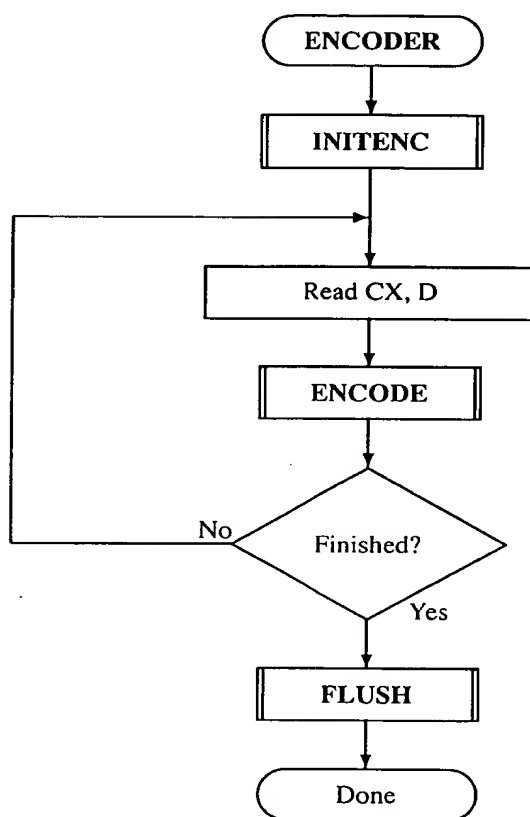 ENCODER
INITENC
Read CX, D
ENCODE
Finished?
No
Yes
FLUSH
Done